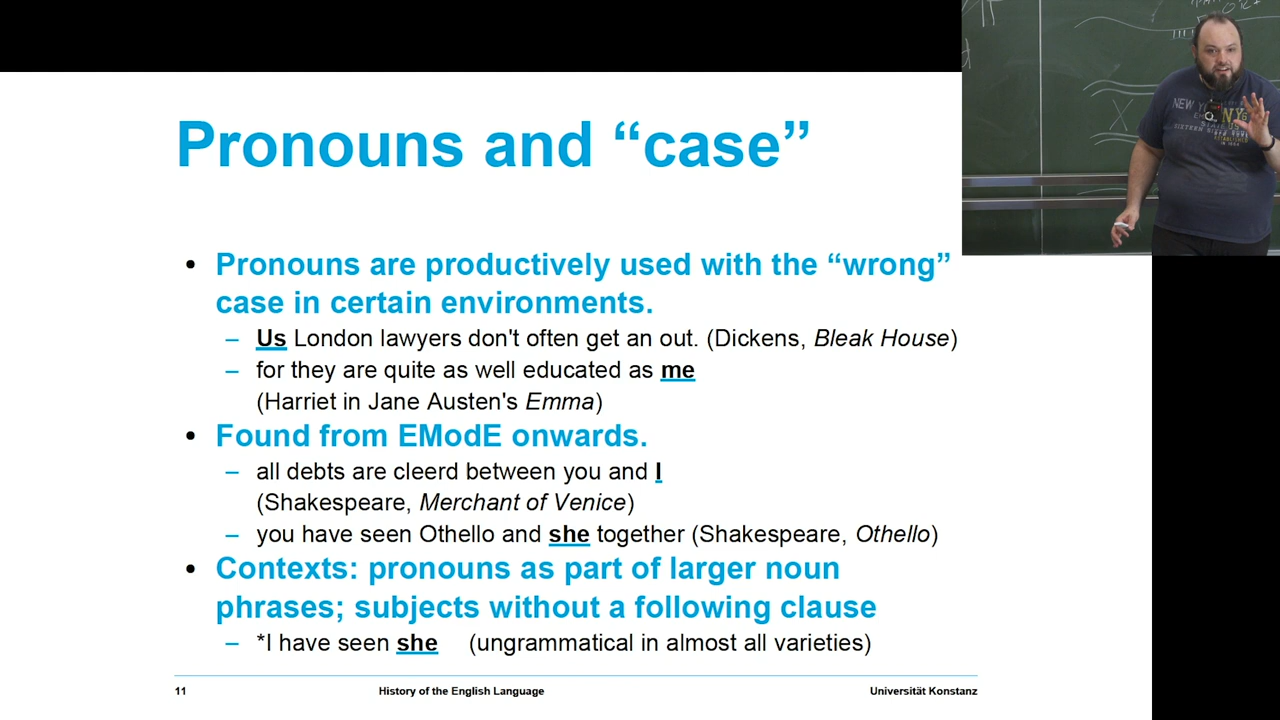 Pronouns and “case”
• Pronouns are productively used with the “wrong”
case in certain environments.
– Us London lawyers don't often get an out. (Dickens, Bleak House)
– for they are quite as well educated as me
(Harriet in Jane Austen's Emma)
• Found from EModE onwards.
– all debts are cleerd between you and I
(Shakespeare, Merchant of Venice)
– you have seen Othello and she together (Shakespeare, Othello)
• Contexts: pronouns as part of larger noun
phrases; subjects without a following clause
– *I have seen she (ungrammatical in almost all varieties)
11 History of the English Language Universität Konstanz
X
NEW
NY
STATE